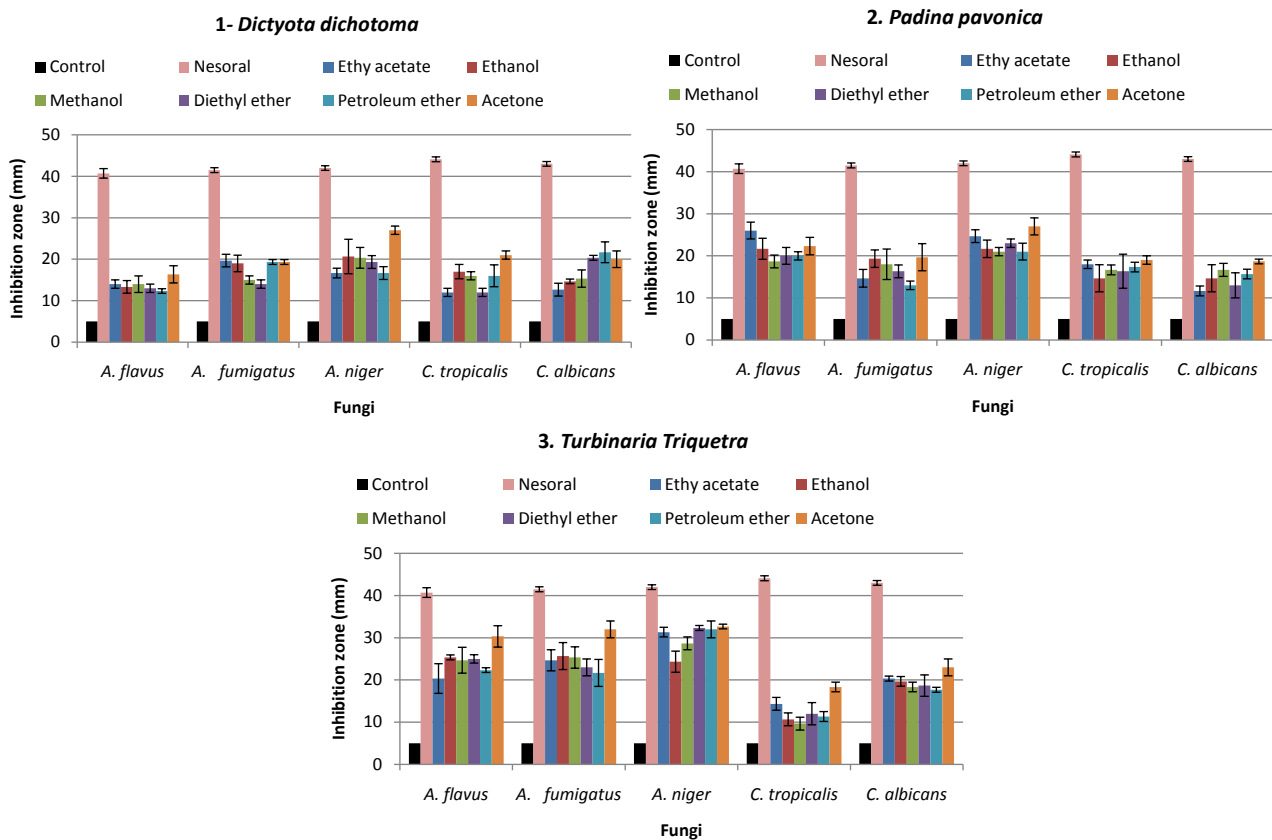 1- Dictyota dichotoma
Control Nesoral Ethy acetate Ethanol
Methanol Diethyl ether Petroleum ether Acetone
Inhibition zone (mm)
50
40
30
20
10
0
A. flavus A. fumigatus A. niger C. tropicalis C. albicans
Fungi
2. Padina pavonica
Control Nesoral Ethy acetate Ethanol
Methanol Diethyl ether Petroleum ether Acetone
Inhibition zone (mm)
50
40
30
20
10
0
A. flavus A. fumigatus A. niger C. tropicalis C. albicans
Fungi
3. Turbinaria Triquetra
Control Nesoral Ethy acetate Ethanol
Methanol Diethyl ether Petroleum ether Acetone
Inhibition zone (mm)
50
40
30
20
10
0
A. flavus A. fumigatus A. niger C. tropicalis C. albicans
Fungi